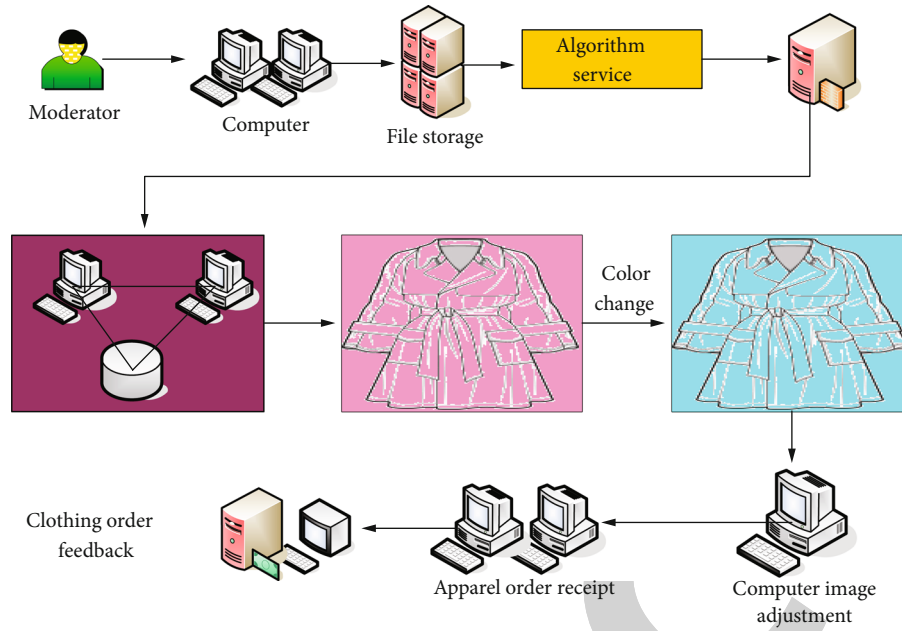 Algorithm
service
Moderator
Computer
File storage
Color
change
Clothing order
feedback
Apparel order receipt
Computer image
adjustment